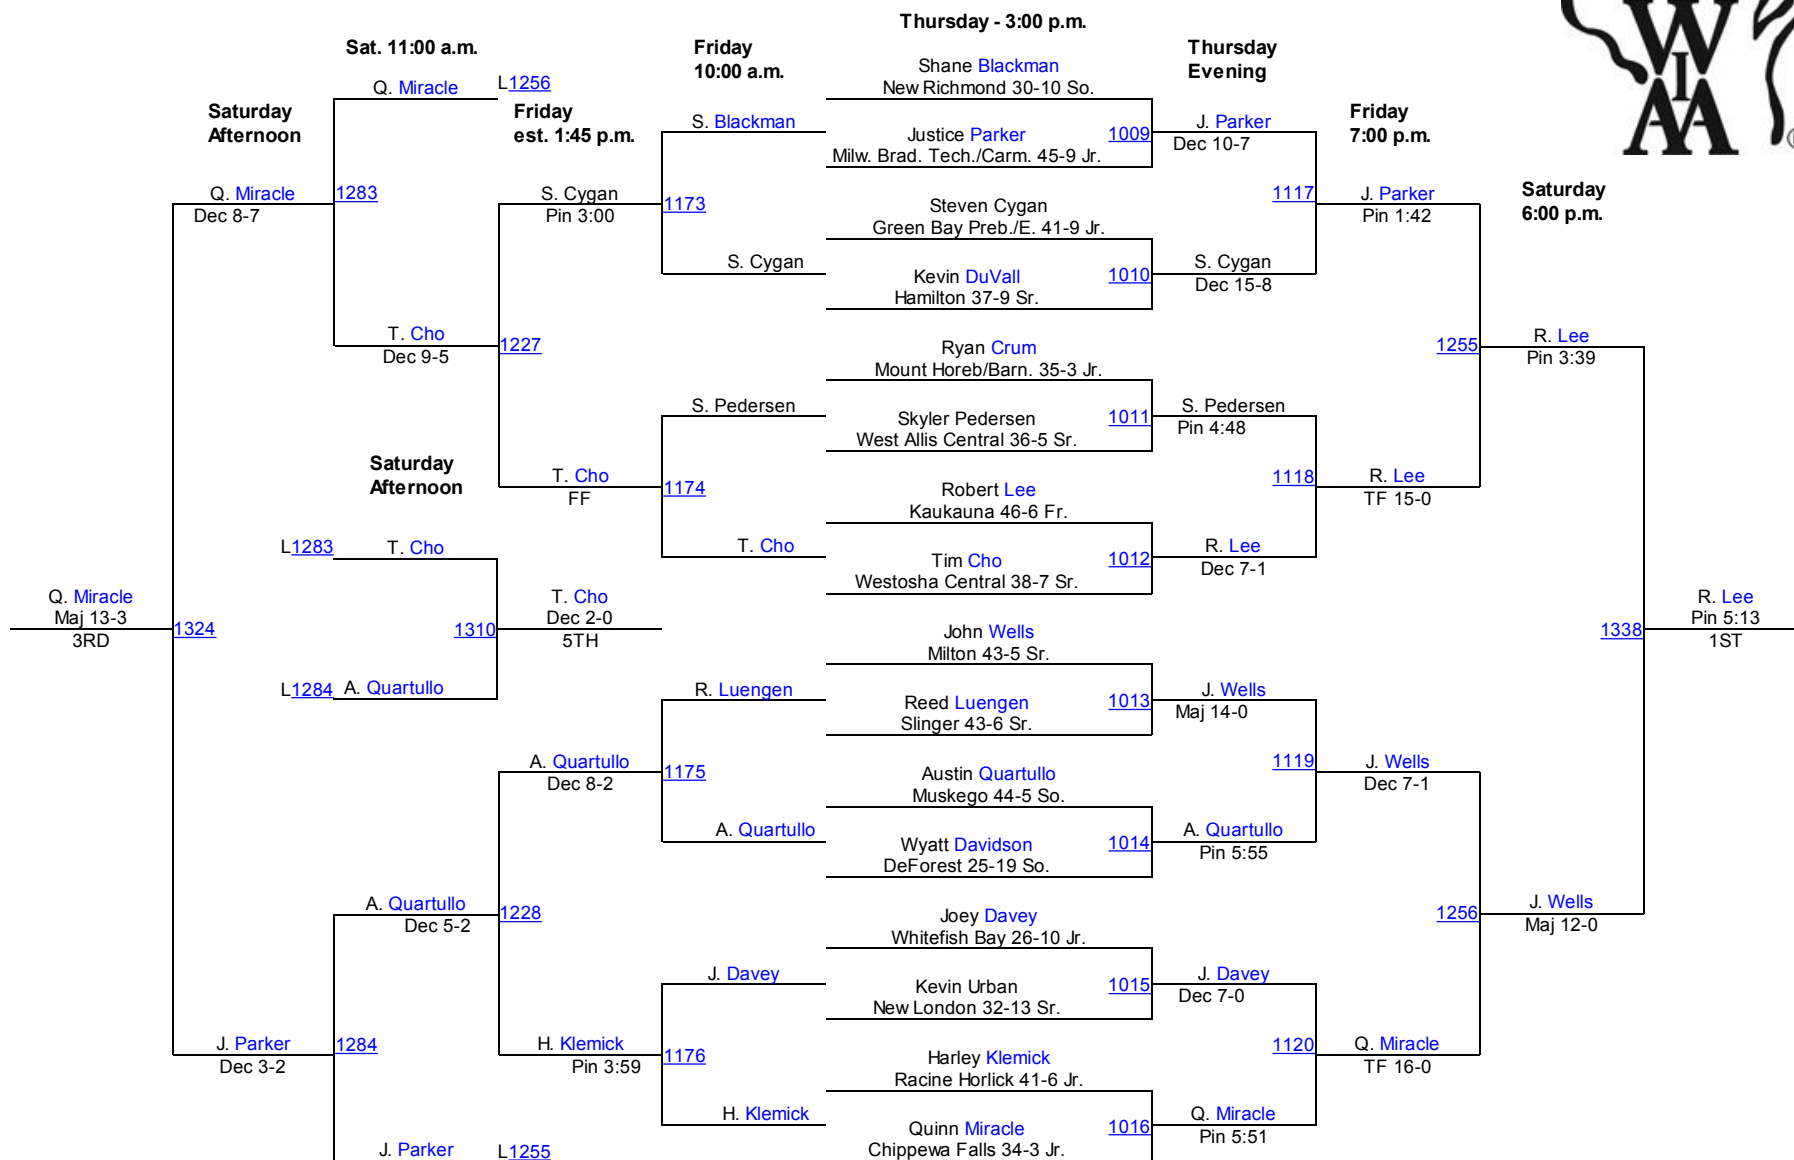 Thursday - 3:00 p.m.
Sat. 11:00 a.m.
Friday
10:00 a.m.
Thursday
Evening
W
I
AA
Shane Blackman
New Richmond 30-10 So.
Q. Miracle L1256
Saturday
Afternoon
Friday
est. 1:45 p.m.
Friday
7:00 p.m.
S. Blackman
Justice Parker 1009
Milw. Brad. Tech./Carm. 45-9 Jr.
J. Parker
Dec 10-7
Q. Miracle
Dec 8-7
1283
S. Cygan
Pin 3:00
1173
Steven Cygan
Green Bay Preb./E. 41-9 Jr.
1117
J. Parker
Pin 1:42
Saturday
6:00 p.m.
S. Cygan
Kevin DuVall 1010
Hamilton 37-9 Sr.
S. Cygan
Dec 15-8
T. Cho
Dec 9-5
1227
Ryan Crum
Mount Horeb/Barn. 35-3 Jr.
1255
R. Lee
Pin 3:39
S. Pedersen
Skyler Pedersen 1011
West Allis Central 36-5 Sr.
S. Pedersen
Pin 4:48
Saturday
Afternoon
T. Cho
FF
1174
Robert Lee
Kaukauna 46-6 Fr.
1118
R. Lee
TF 15-0
L1283 T. Cho
T. Cho
Tim Cho 1012
Westosha Central 38-7 Sr.
R. Lee
Dec 7-1
Q. Miracle
Maj 13-3
3RD
1324
1310
T. Cho
Dec 2-0
5TH
John Wells
Milton 43-5 Sr.
1338
R. Lee
Pin 5:13
1ST
L1284 A. Quartullo
R. Luengen
Reed Luengen 1013
Slinger 43-6 Sr.
J. Wells
Maj 14-0
A. Quartullo
Dec 8-2
1175
Austin Quartullo
Muskego 44-5 So.
1119
J. Wells
Dec 7-1
A. Quartullo
Wyatt Davidson 1014
DeForest 25-19 So.
A. Quartullo
Pin 5:55
A. Quartullo
Dec 5-2
1228
Joey Davey
Whitefish Bay 26-10 Jr.
1256
J. Wells
Maj 12-0
J. Davey
Kevin Urban 1015
New London 32-13 Sr.
J. Davey
Dec 7-0
J. Parker
Dec 3-2
1284
H. Klemick
Pin 3:59
1176
Harley Klemick
Racine Horlick 41-6 Jr.
1120
Q. Miracle
TF 16-0
H. Klemick
Quinn Miracle 1016
Chippewa Falls 34-3 Jr.
Q. Miracle
Pin 5:51
J. Parker L1255